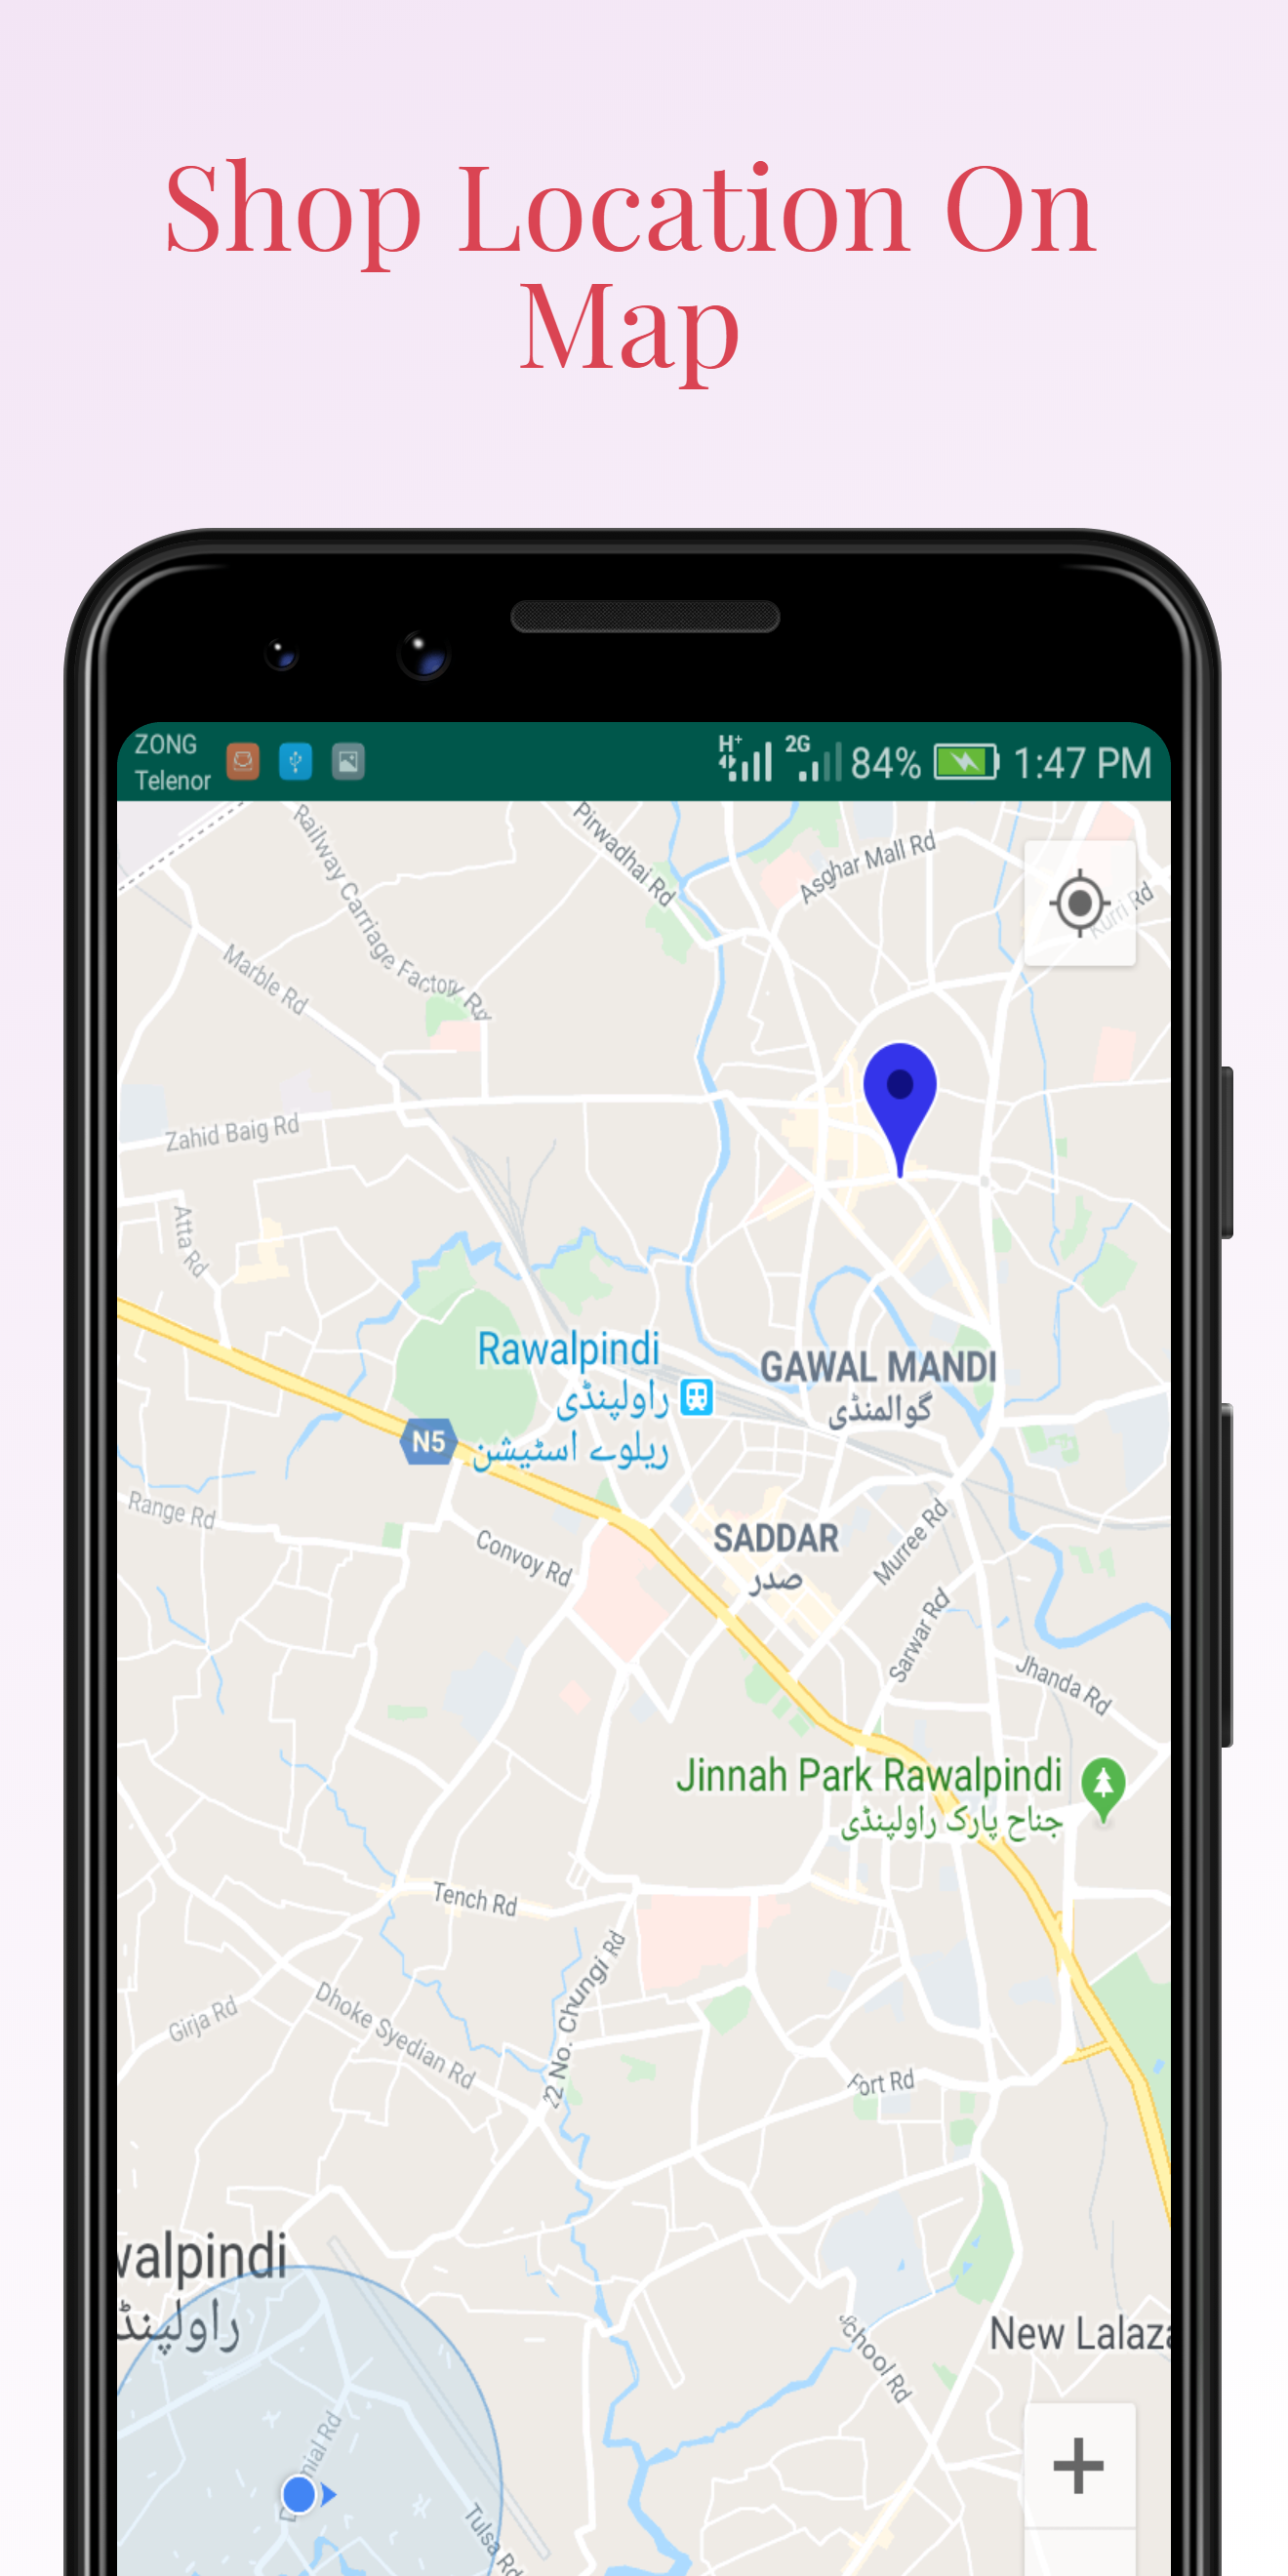 Shop Location On
Map
ZONG
Telenor
H+
2G
84%
1:47 PM
Pirwadhai Rd
Asghar Mall Rd
Railway Carriage Factory Rd
Kurri Rd
Marble Rd
Zahid Baig Rd
Atta Rd
Rawalpindi
راولپنڈی
ریلوے اسٹیشن
GAWAL MANDI
گوالمنڈی
N5
Range Rd
Convoy Rd
SADDAR
صدر
Murree Rd
Sarwar Rd
Jhanda Rd
Jinnah Park Rawalpindi
جناح پارک راولپنڈی
Tench Rd
22 No. Chungi Rd
Girja Rd
Dhoke Syedian Rd
Fort Rd
walpindi
راولپنڈ
New Lalaza
School Rd
Tulsa Rd
+